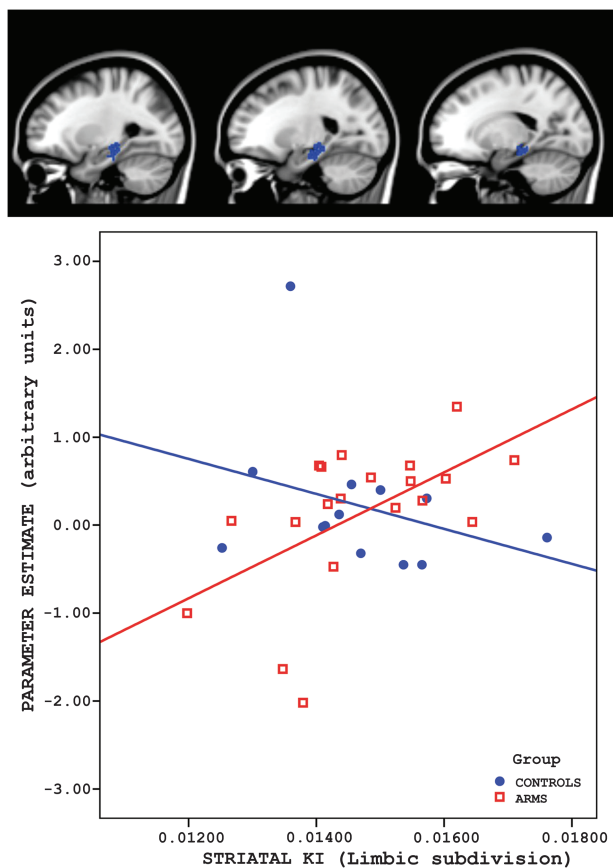 PARAMETER ESTIMATE (arbitrary units)
3.00
2.00
1.00
0.00
-1.00
-2.00
-3.00
Group
CONTROLS
ARMS
0.01200 0.01400 0.01600 0.01800
STRIATAL KI (Limbic subdivision)